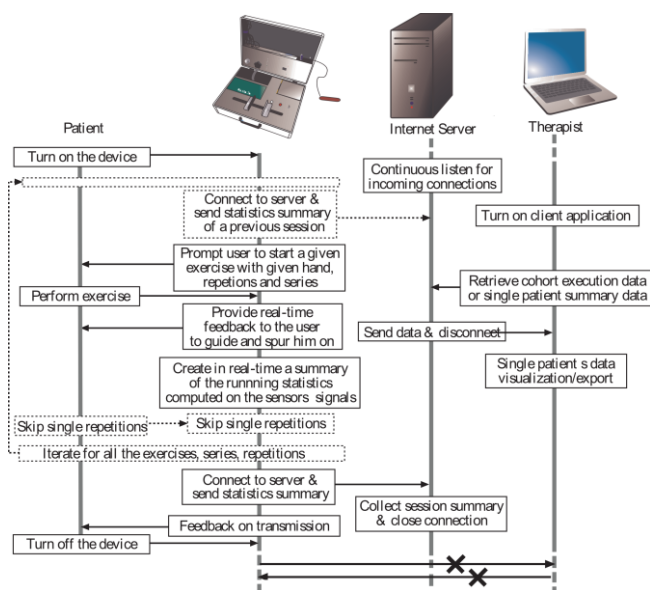 Patient
Internet Server
Therapist
Turn on the device
Continuous listen for
incoming connections
Connect to server &
send statistics summary
of a previous session
Turn on client application
Prompt user to start a given
exercise with given hand,
repetions and series
Retrieve cohort execution data
or single patient summary data
Perform exercise
Provide real-time
feedback to the user
to guide and spur him on
Send data & disconnect
Create in real-time a summary
of the runnning statistics
computed on the sensors signals
Single patient s data
visualization/export
Skip single repetitions
Skip single repetitions
Iterate for all the exercises, series, repetitions
Connect to server &
send statistics summary
Collect session summary
& close connection
Feedback on transmission
Turn off the device